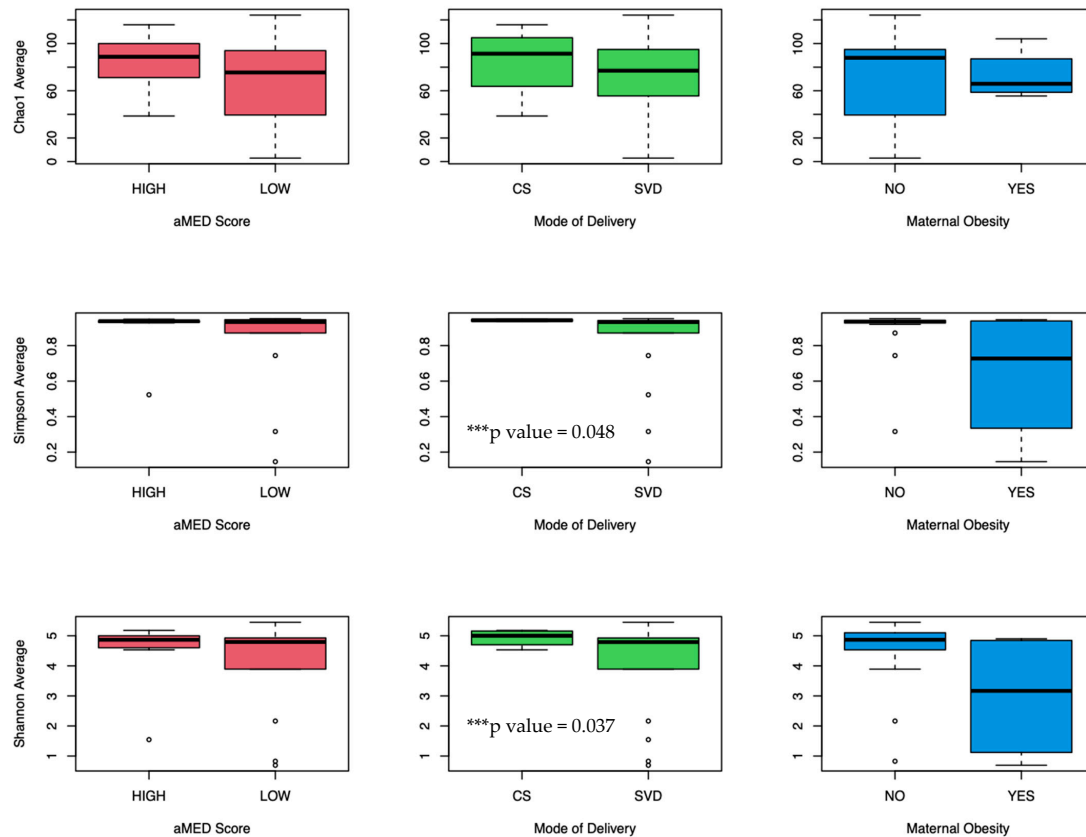 Chao1 Average
0
20
60
100
HIGH
LOW
aMED Score
0
20
60
100
CS
SVD
Mode of Delivery
0
20
60
100
NO
YES
Maternal Obesity
Simpson Average
0.2
0.4
0.6
0.8
HIGH
LOW
aMED Score
0.2
0.4
0.6
0.8
***p value = 0.048
CS
SVD
Mode of Delivery
0.2
0.4
0.6
0.8
NO
YES
Maternal Obesity
Shannon Average
1
2
3
4
5
HIGH
LOW
aMED Score
1
2
3
4
5
***p value = 0.037
CS
SVD
Mode of Delivery
1
2
3
4
5
NO
YES
Maternal Obesity